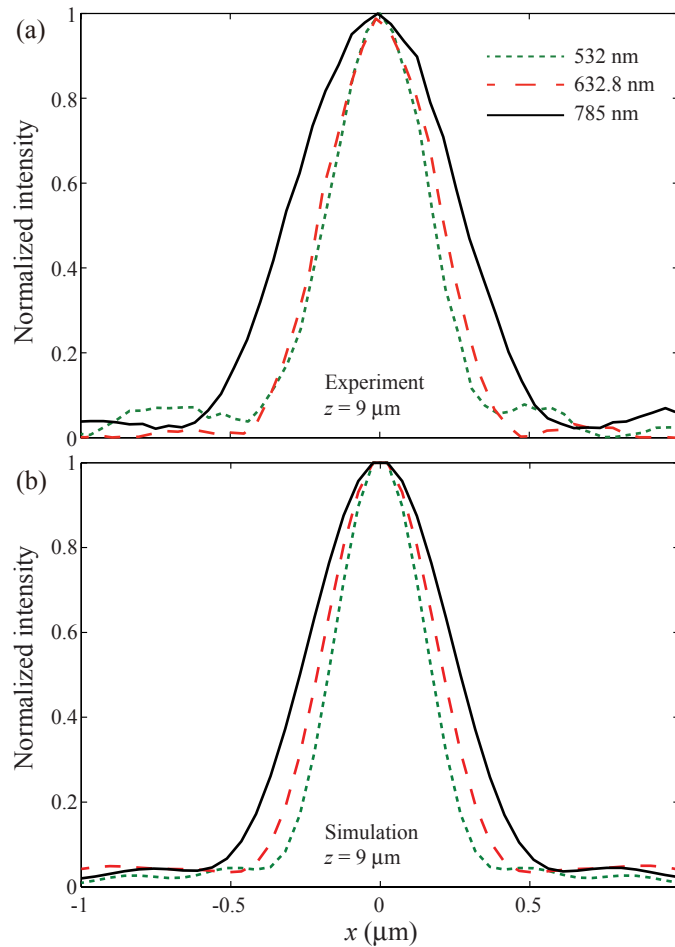 (a)
1
0.8
0.6
0.4
0.2
0
Normalized intensity
532 nm
632.8 nm
785 nm
Experiment
z = 9 μm
(b)
1
0.8
0.6
0.4
0.2
0
Normalized intensity
Simulation
z = 9 μm
-1
-0.5
0
0.5
x (μm)